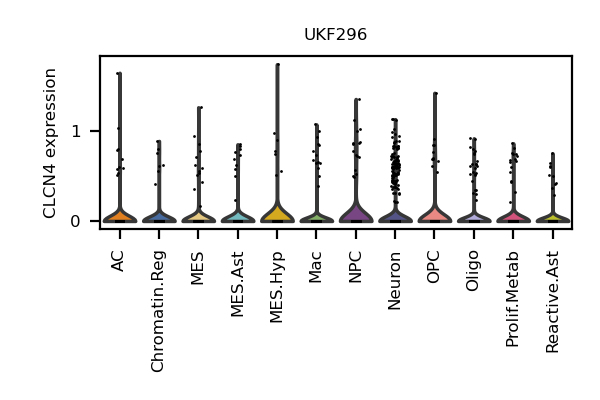 UKF296
CLCN4 expression
1
0
AC
Chromatin.Reg
MES
MES.Ast
MES.Hyp
Mac
NPC
Neuron
OPC
Oligo
Prolif.Metab
Reactive.Ast